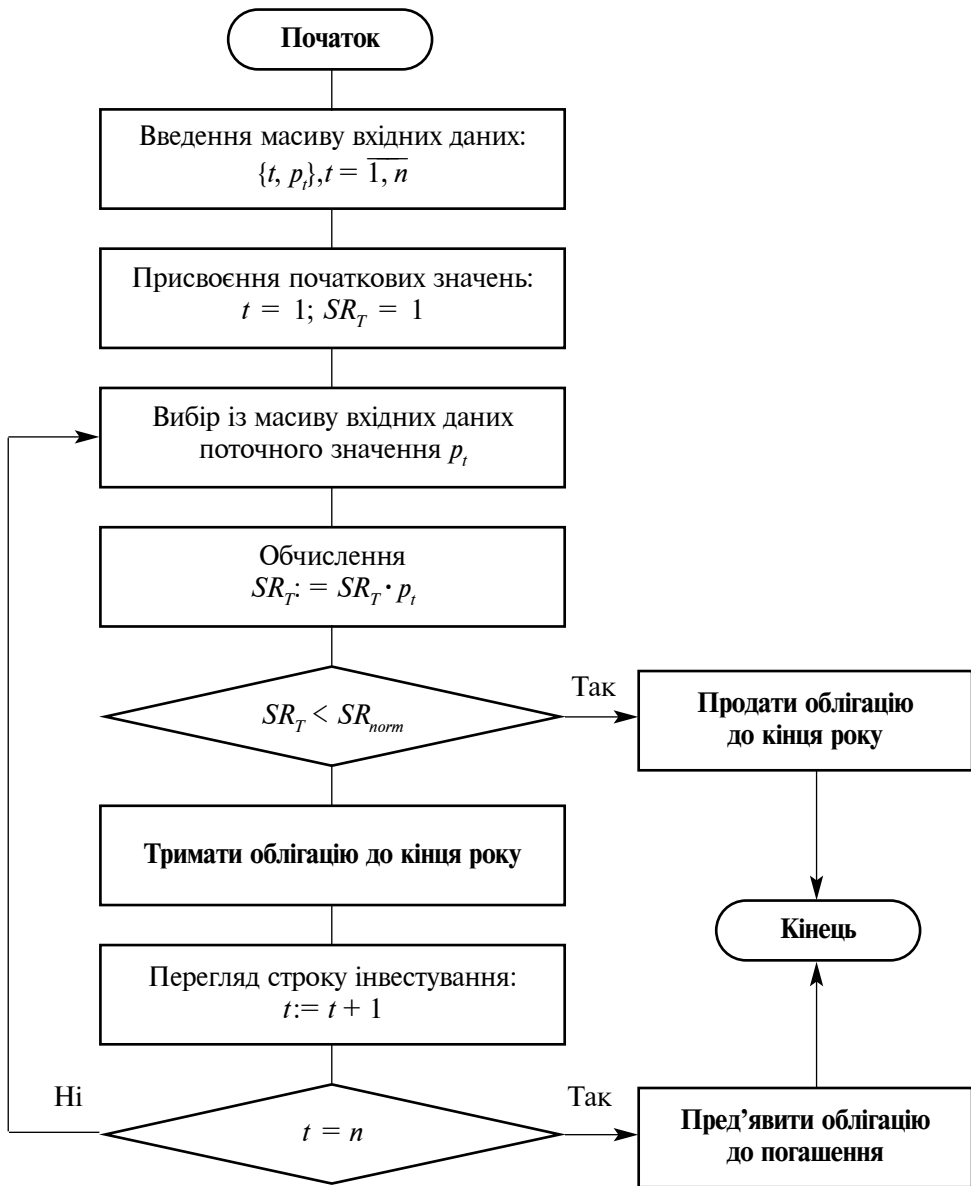 Початок
Введення масиву вхідних даних:
{t, p_t}, t = \overline{1, n}
Присвоєння початкових значень:
t = 1; SR_T = 1
Вибір із масиву вхідних даних
поточного значення p_t
Обчислення
SR_T: = SR_T · p_t
SR_T < SR_norm
Так
Продати облігацію
до кінця року
Тримати облігацію до кінця року
Кінець
Перегляд строку інвестування:
t:= t + 1
Ні
t = n
Так
Пред’явити облігацію
до погашення